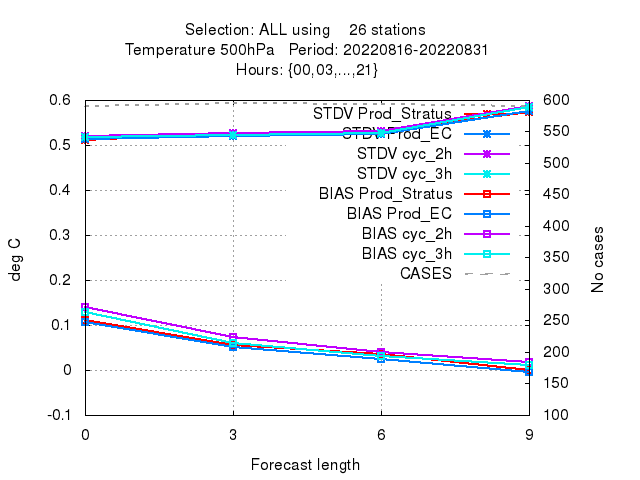 Selection: ALL using    26 stations
Temperature 500hPa   Period: 20220816-20220831
Hours: {00,03,...,21}
STDV Prod_Stratus
STDV Prod_EC
STDV cyc_2h
STDV cyc_3h
BIAS Prod_Stratus
BIAS Prod_EC
BIAS cyc_2h
BIAS cyc_3h
CASES
deg C
0.6
0.5
0.4
0.3
0.2
0.1
0
-0.1
No cases
600
550
500
450
400
350
300
250
200
150
100
0 3 6 9
Forecast length